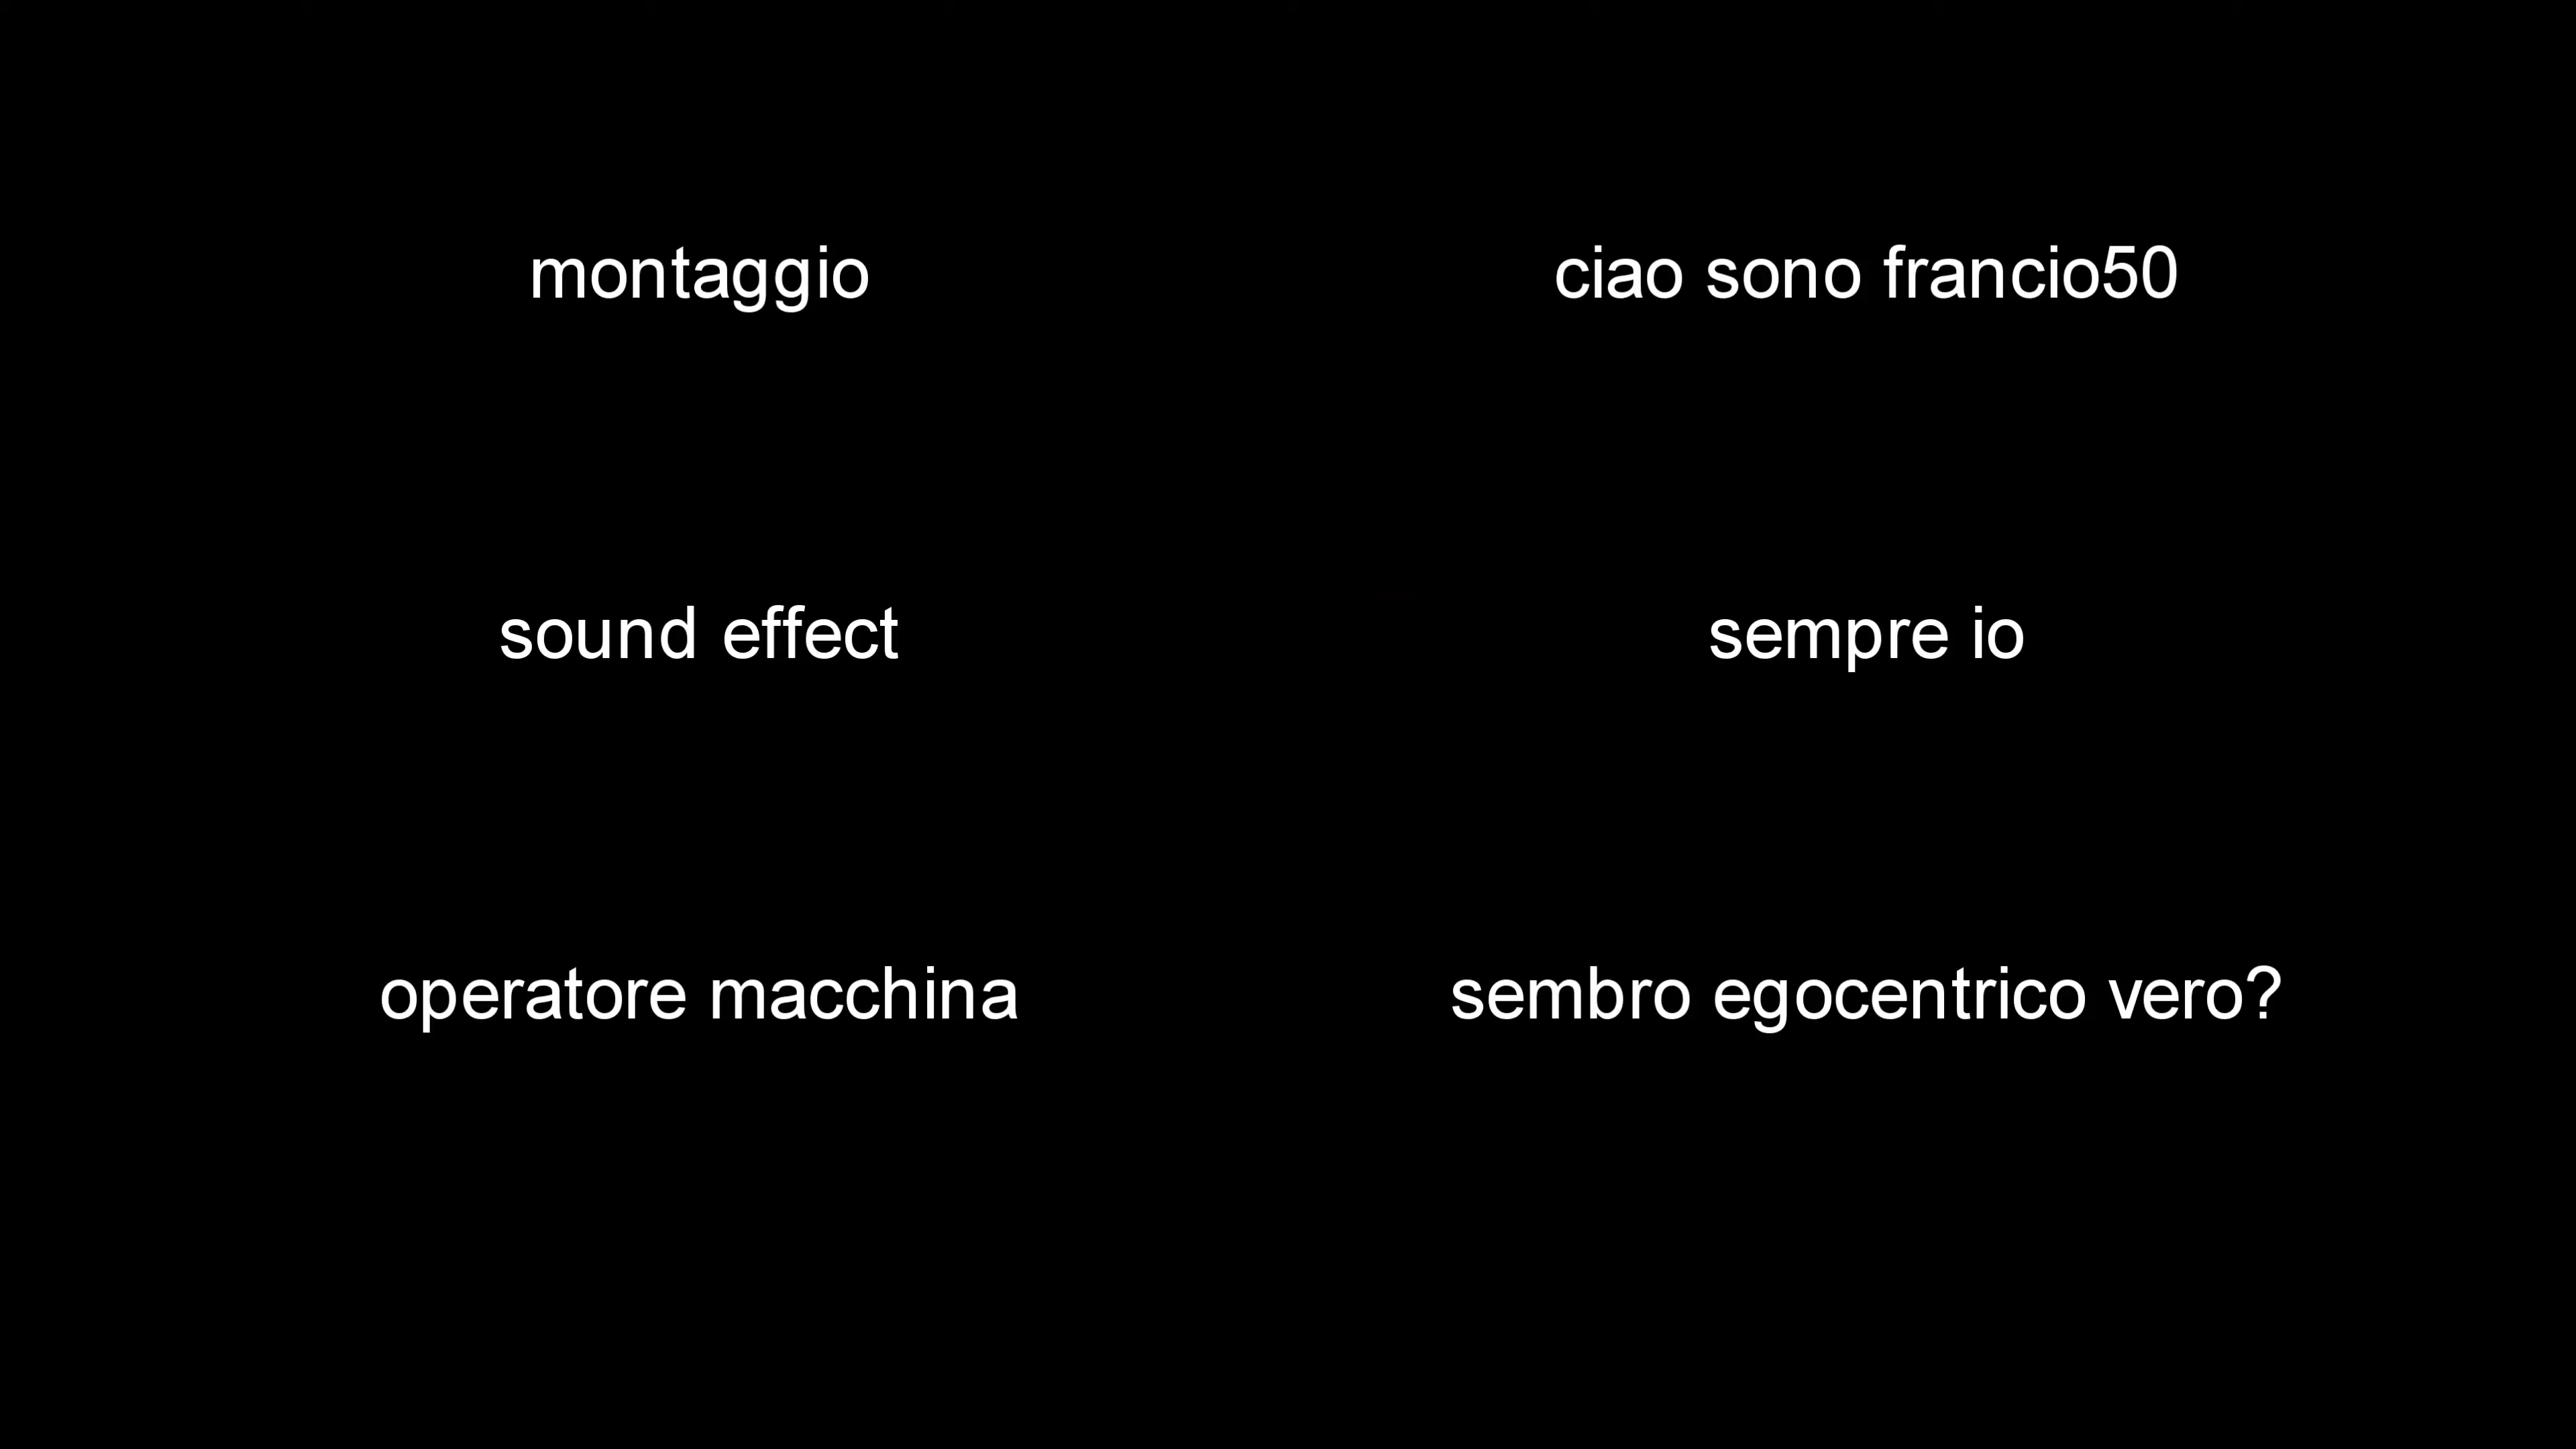 montaggio ciao sono francio50
sound effect sempre io
operatore macchina sembro egocentrico vero?